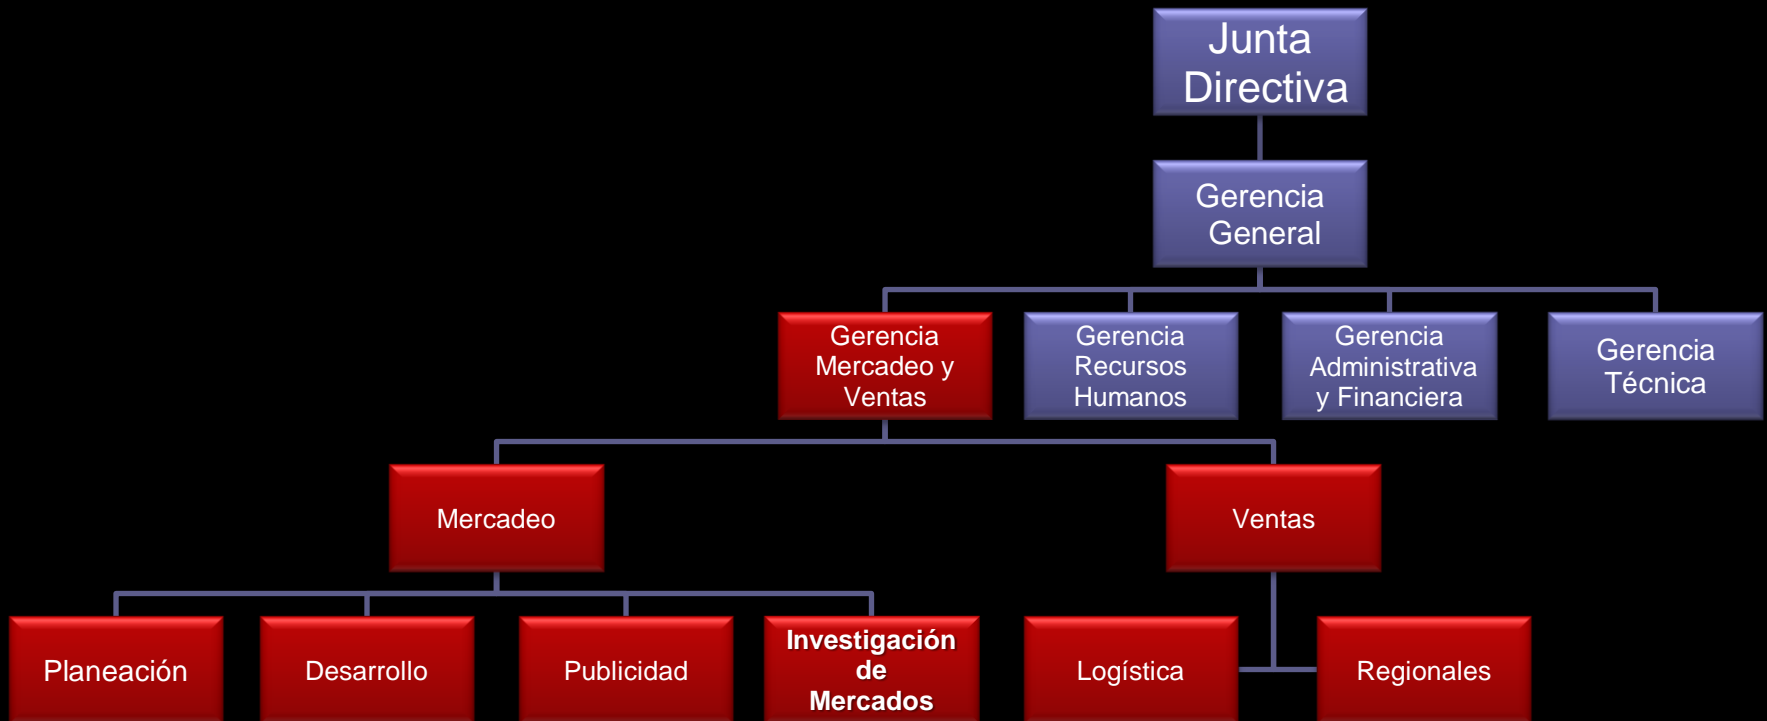 Junta
Directiva
Gerencia
General
Gerencia
Mercadeo y
Ventas
Gerencia
Recursos
Humanos
Gerencia
Administrativa
y Financiera
Gerencia
Técnica
Mercadeo
Ventas
Planeación
Desarrollo
Publicidad
Investigación
de
Mercados
Logística
Regionales